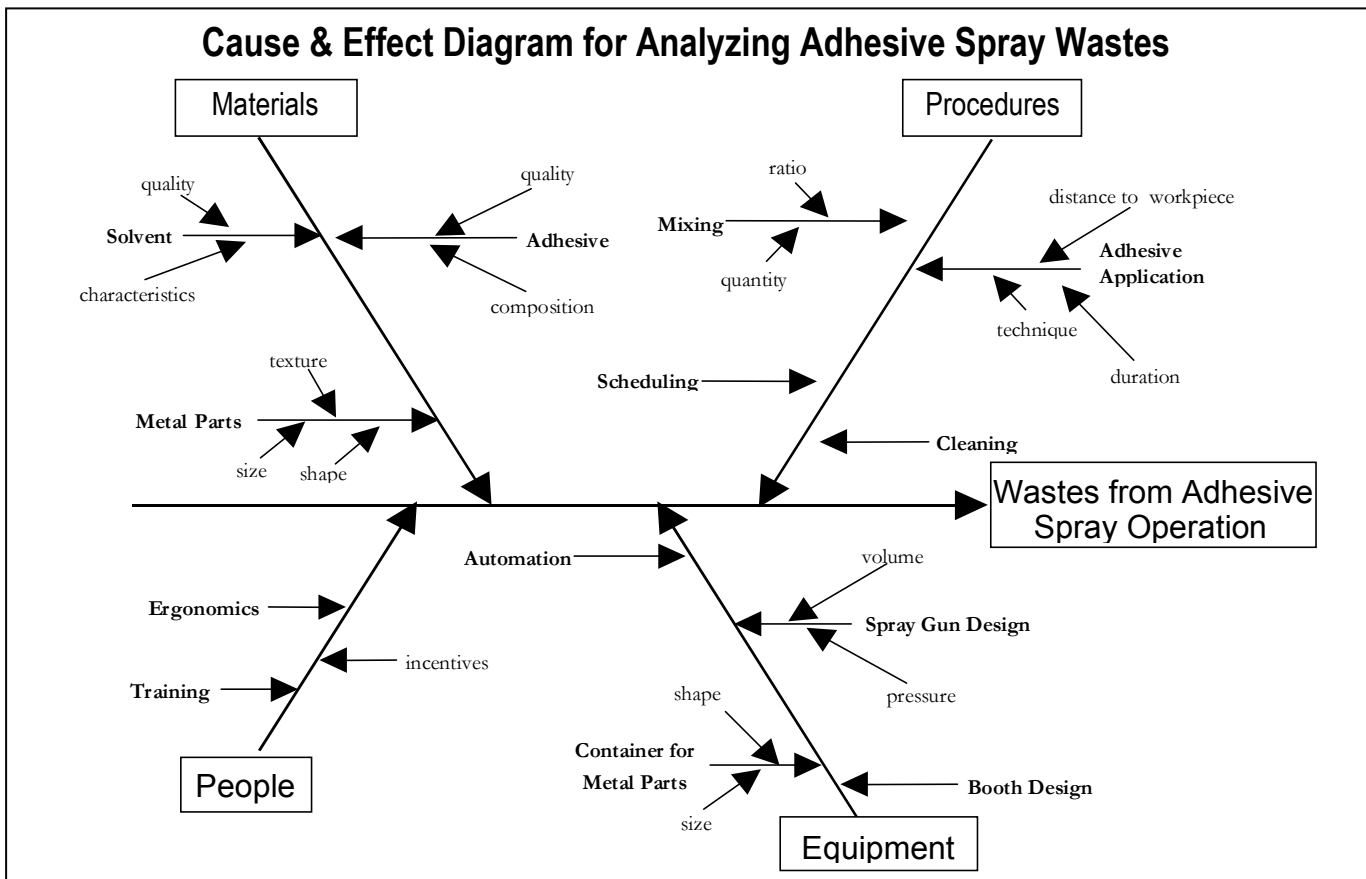 Cause & Effect Diagram for Analyzing Adhesive Spray Wastes
Materials
Procedures
quality
quality
Solvent
Adhesive
characteristics
composition
ratio
Mixing
quantity
distance to workpiece
Adhesive
Application
technique
duration
texture
Metal Parts
size
shape
Scheduling
Cleaning
Wastes from Adhesive
Spray Operation
Automation
volume
Spray Gun Design
pressure
Ergonomics
incentives
Training
shape
Container for
Metal Parts
size
Booth Design
People
Equipment